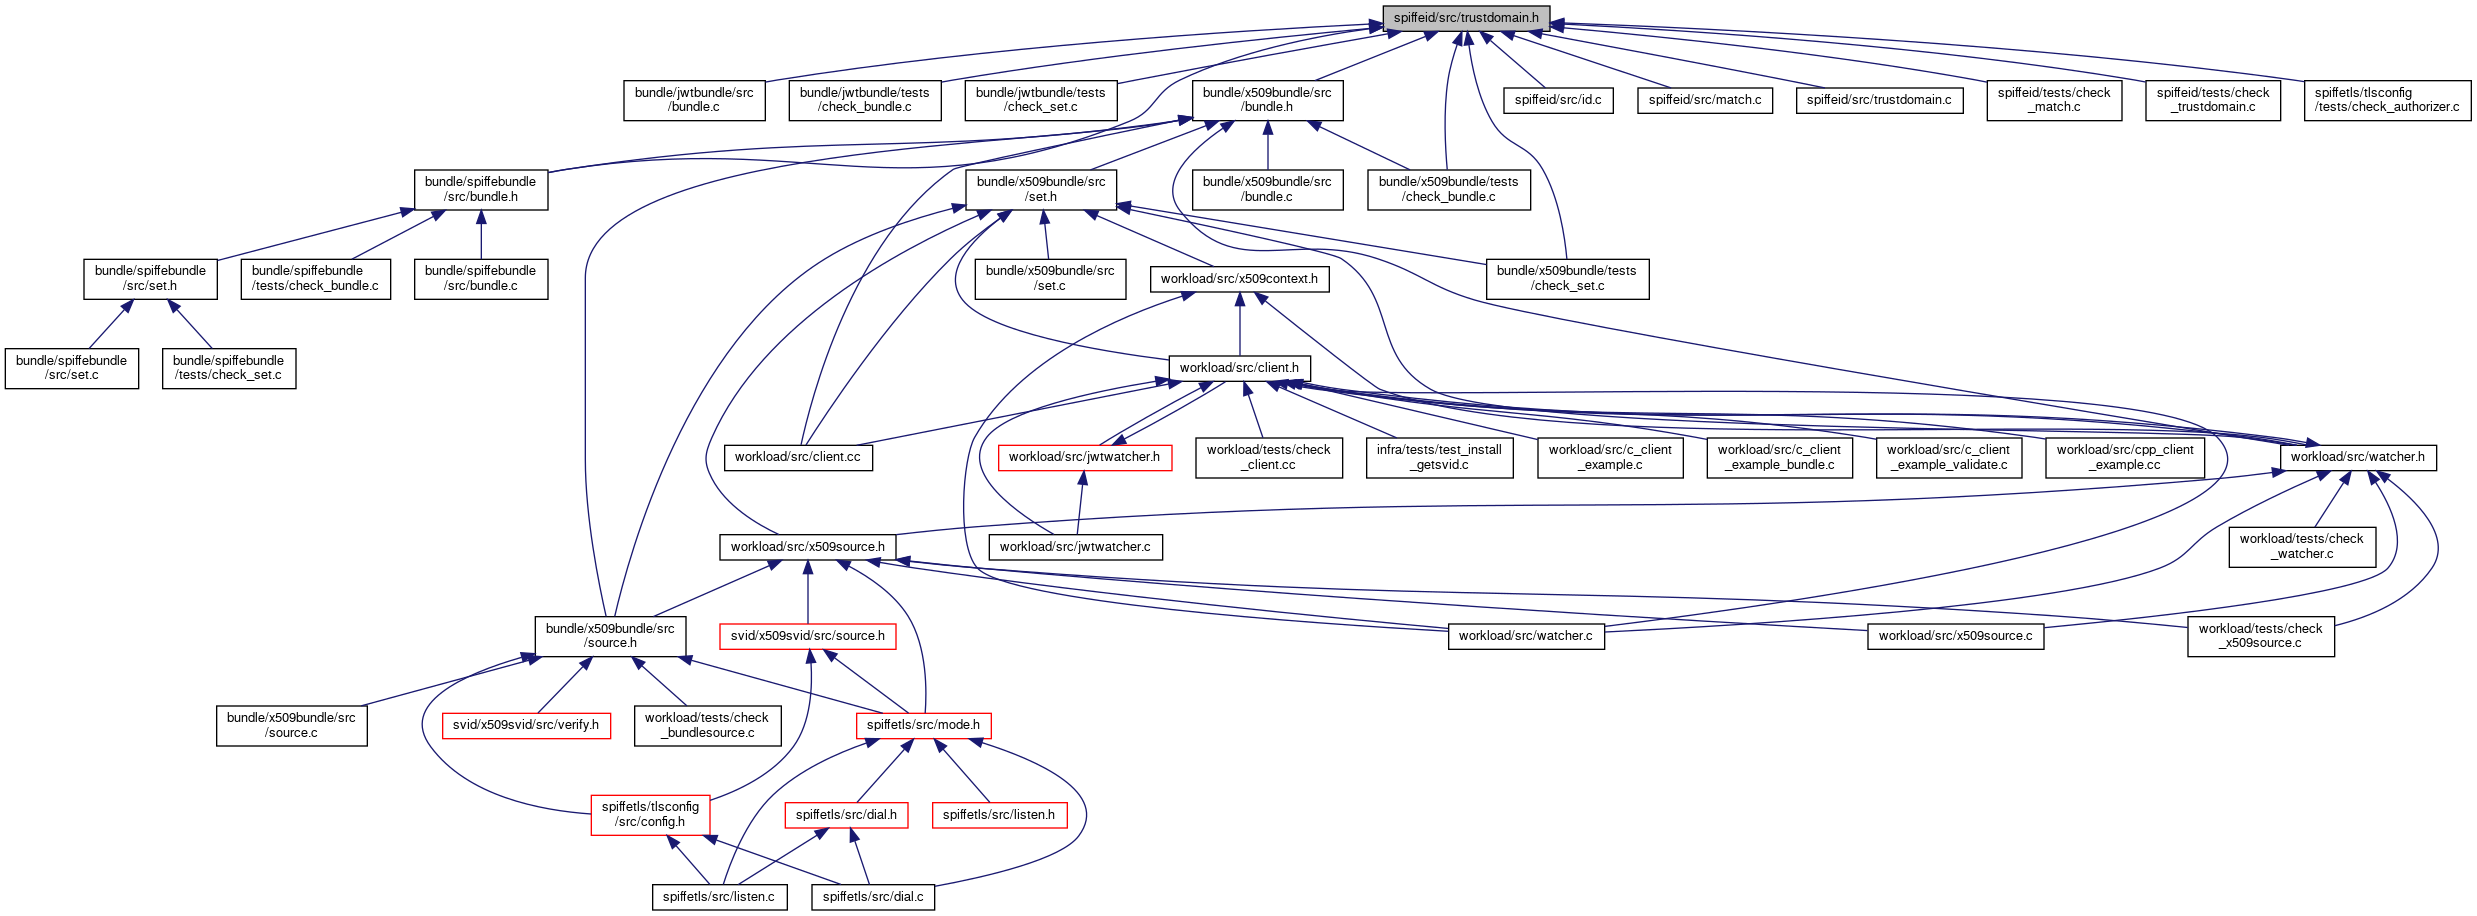 spiffeid/src/trustdomain.h
bundle/jwtbundle/src
/bundle.c
bundle/jwtbundle/tests
/check_bundle.c
bundle/jwtbundle/tests
/check_set.c
bundle/x509bundle/src
/bundle.h
spiffeid/src/id.c
spiffeid/src/match.c
spiffeid/src/trustdomain.c
spiffeid/tests/check
_match.c
spiffeid/tests/check
_trustdomain.c
spiffetls/tlsconfig
/tests/check_authorizer.c
bundle/spiffebundle
/src/bundle.h
bundle/x509bundle/src
/set.h
bundle/x509bundle/src
/bundle.c
bundle/x509bundle/tests
/check_bundle.c
bundle/spiffebundle
/src/set.h
bundle/spiffebundle
/tests/check_bundle.c
bundle/spiffebundle
/src/bundle.c
bundle/x509bundle/src
/set.c
workload/src/x509context.h
bundle/x509bundle/tests
/check_set.c
bundle/spiffebundle
/src/set.c
bundle/spiffebundle
/tests/check_set.c
workload/src/client.h
workload/src/client.cc
workload/src/jwtwatcher.h
workload/tests/check
_client.cc
infra/tests/test_install
_getsvid.c
workload/src/c_client
_example.c
workload/src/c_client
_example_bundle.c
workload/src/c_client
_example_validate.c
workload/src/cpp_client
_example.cc
workload/src/watcher.h
workload/src/x509source.h
workload/src/jwtwatcher.c
workload/tests/check
_watcher.c
bundle/x509bundle/src
/source.h
svid/x509svid/src/source.h
workload/src/watcher.c
workload/src/x509source.c
workload/tests/check
_x509source.c
bundle/x509bundle/src
/source.c
svid/x509svid/src/verify.h
workload/tests/check
_bundlesource.c
spiffetls/src/mode.h
spiffetls/tlsconfig
/src/config.h
spiffetls/src/dial.h
spiffetls/src/listen.h
spiffetls/src/listen.c
spiffetls/src/dial.c